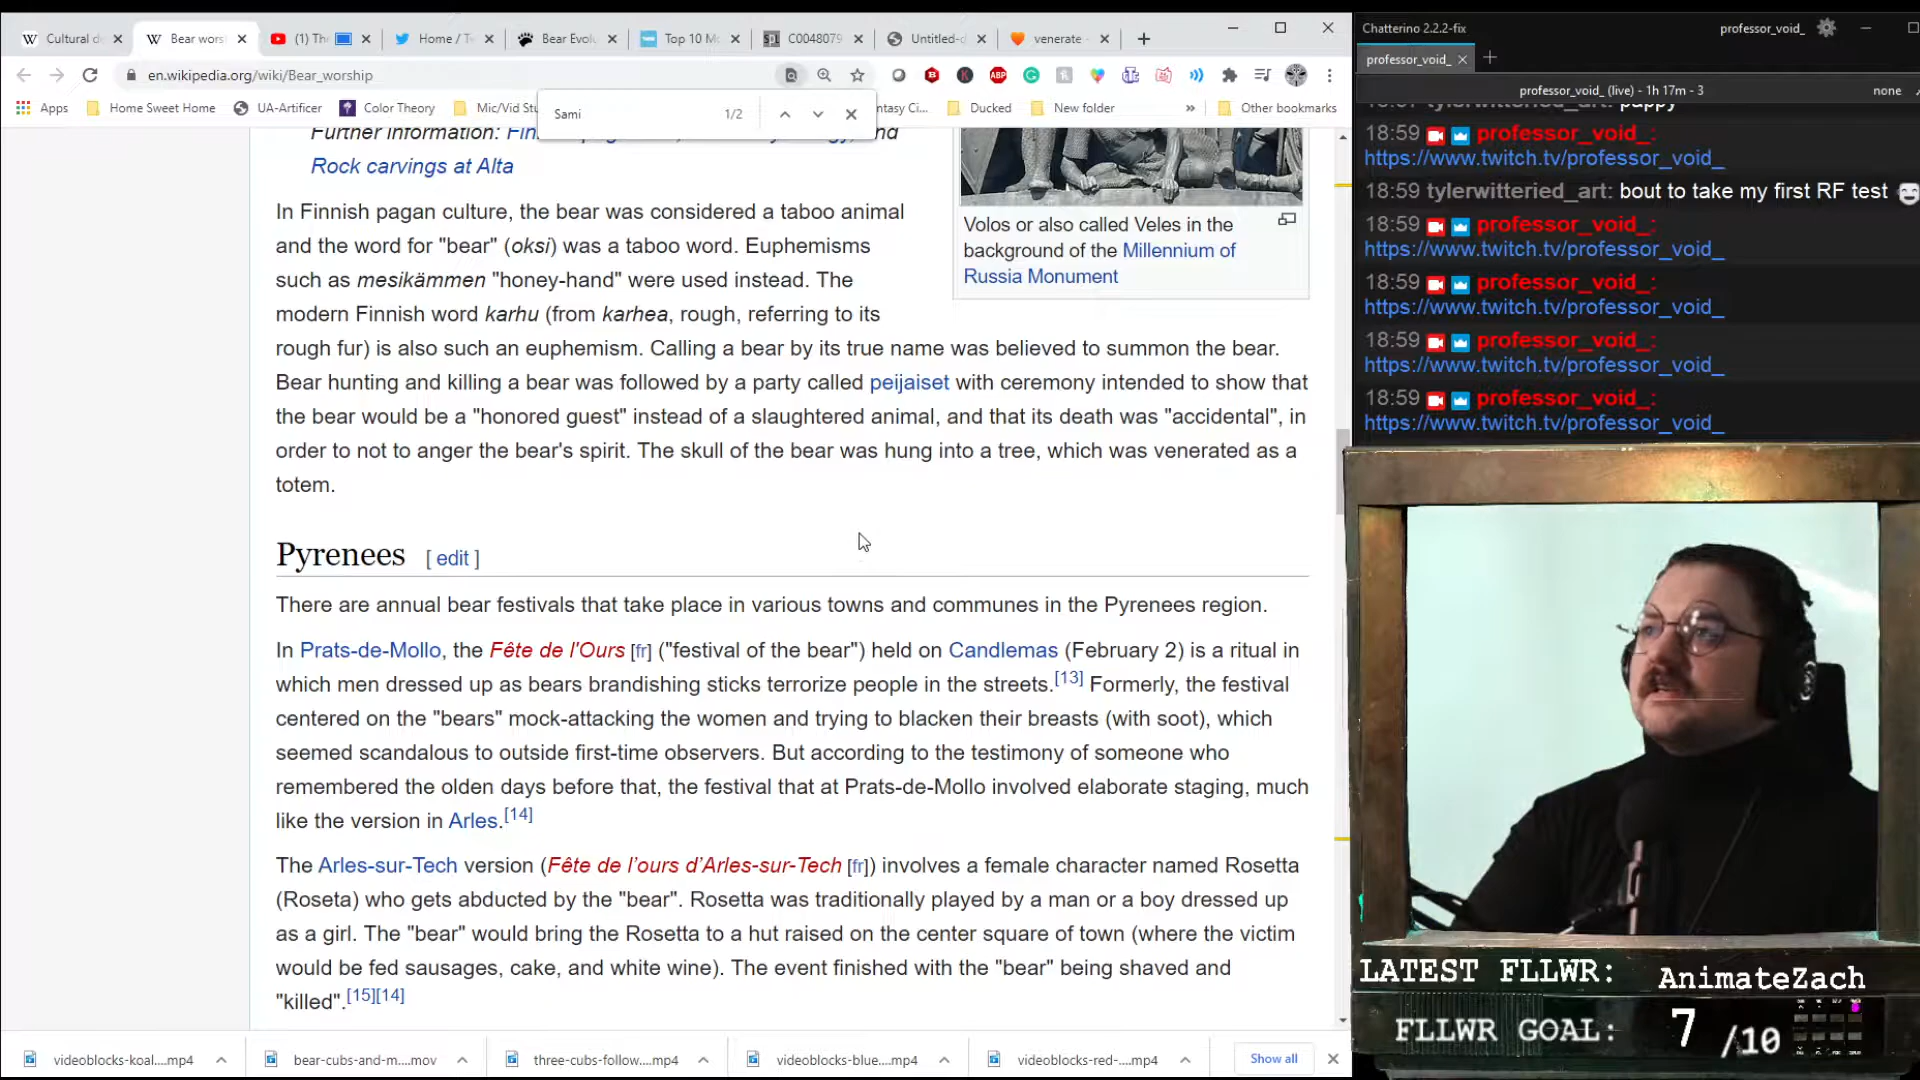 Cultural d
Bear wors
(1) Th
Home / T
Bear Evol
Top 10 M
C0048079
Untitled-
venerate
en.wikipedia.org/wiki/Bear_worship
Apps
Home Sweet Home
UA-Artificer
Color Theory
Mic/Vid Stu
ntasy Ci...
Ducked
New folder
Other bookmarks
Sami
1/2
Rock carvings at Alta
In Finnish pagan culture, the bear was considered a taboo animal
and the word for "bear" (oksi) was a taboo word. Euphemisms
such as mesikämmen "honey-hand" were used instead. The
modern Finnish word karhu (from karhea, rough, referring to its
rough fur) is also such an euphemism. Calling a bear by its true name was believed to summon the bear.
Bear hunting and killing a bear was followed by a party called peijaiset with ceremony intended to show that
the bear would be a "honored guest" instead of a slaughtered animal, and that its death was "accidental", in
order to not to anger the bear's spirit. The skull of the bear was hung into a tree, which was venerated as a
totem.
Volos or also called Veles in the
background of the Millennium of
Russia Monument
Pyrenees [ edit ]
There are annual bear festivals that take place in various towns and communes in the Pyrenees region.
In Prats-de-Mollo, the Fête de l'Ours [fr] ("festival of the bear") held on Candlemas (February 2) is a ritual in
which men dressed up as bears brandishing sticks terrorize people in the streets.[13] Formerly, the festival
centered on the "bears" mock-attacking the women and trying to blacken their breasts (with soot), which
seemed scandalous to outside first-time observers. But according to the testimony of someone who
remembered the olden days before that, the festival that at Prats-de-Mollo involved elaborate staging, much
like the version in Arles.[14]
The Arles-sur-Tech version (Fête de l'ours d'Arles-sur-Tech [fr]) involves a female character named Rosetta
(Roseta) who gets abducted by the "bear". Rosetta was traditionally played by a man or a boy dressed up
as a girl. The "bear" would bring the Rosetta to a hut raised on the center square of town (where the victim
would be fed sausages, cake, and white wine). The event finished with the "bear" being shaved and
"killed".[15][14]
videoblocks-koal....mp4
bear-cubs-and-m....mov
three-cubs-follow....mp4
videoblocks-blue....mp4
videoblocks-red-....mp4
Show all
Chatterino 2.2.2-fix
professor_void_
professor_void_
professor_void_ (live) - 1h 17m - 3
none
18:59 professor_void_:
https://www.twitch.tv/professor_void_
18:59 tylerwitteried_art: bout to take my first RF test
18:59 professor_void_:
https://www.twitch.tv/professor_void_
18:59 professor_void_:
https://www.twitch.tv/professor_void_
18:59 professor_void_:
https://www.twitch.tv/professor_void_
18:59 professor_void_:
https://www.twitch.tv/professor_void_
LATEST FLLWR: AnimateZach
FLLWR GOAL: 7 /10